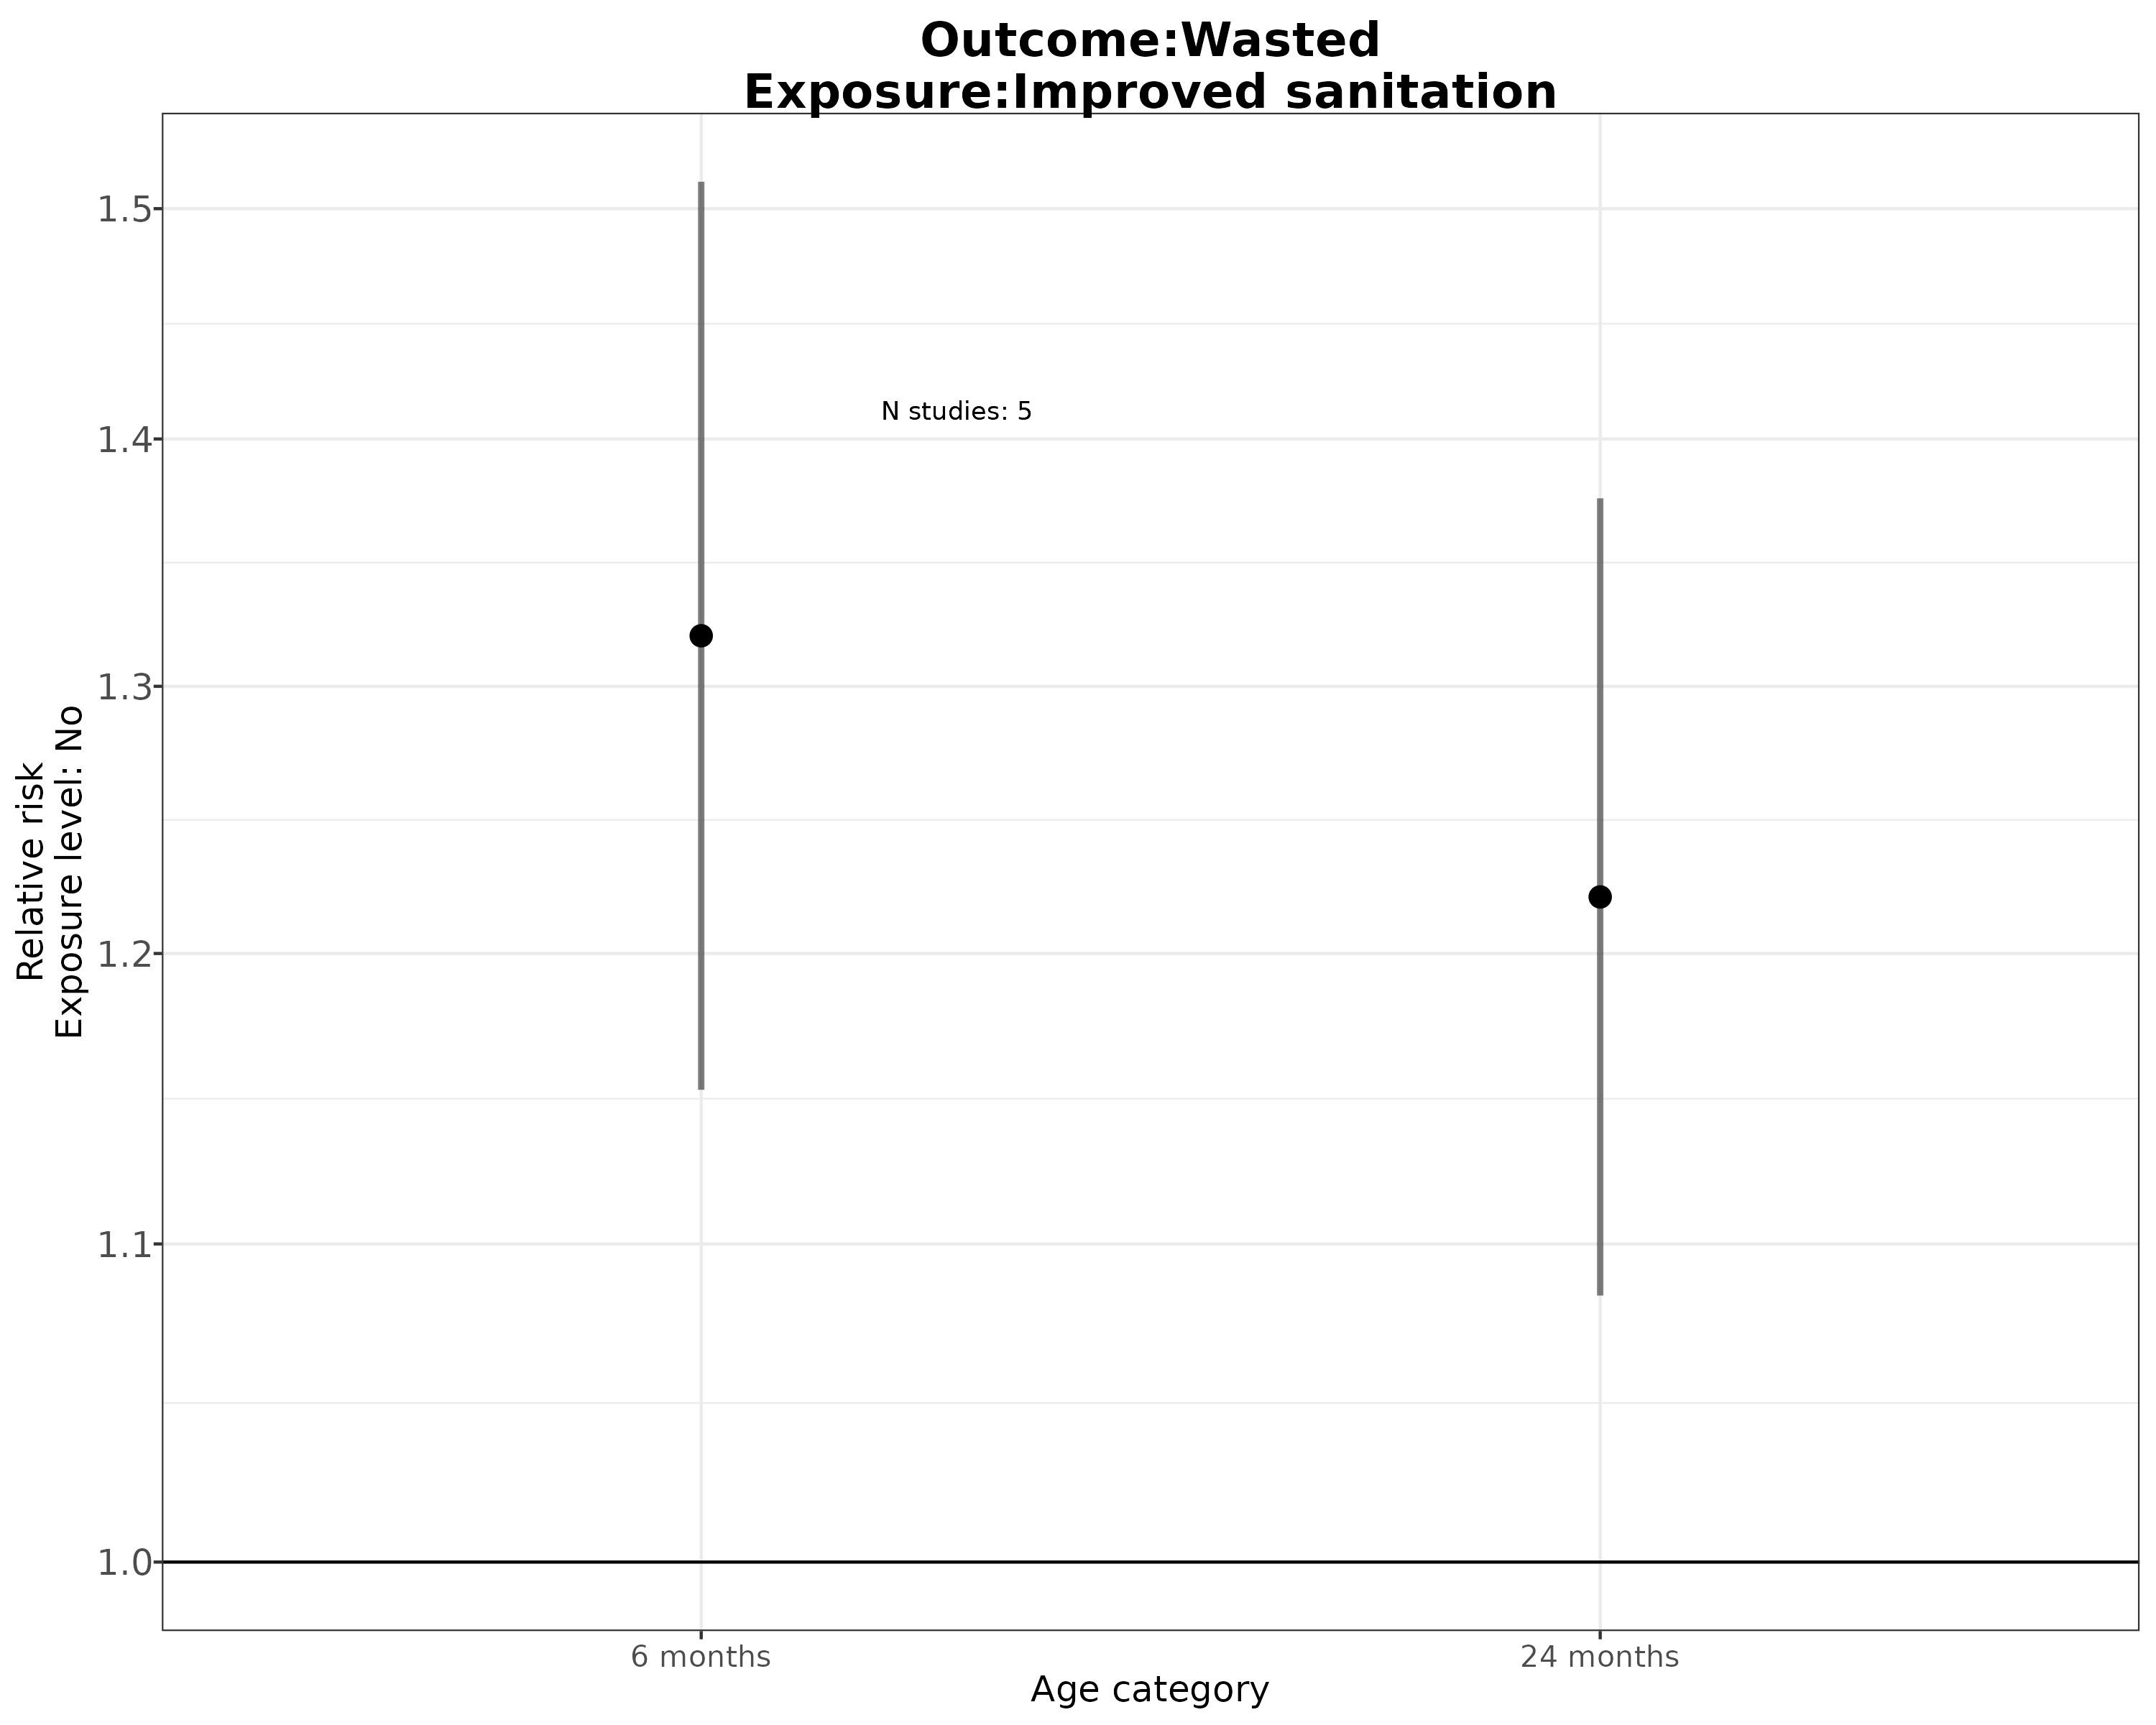 Outcome:Wasted
Exposure:Improved sanitation
Relative risk
Exposure level: No
1.5
1.4
1.3
1.2
1.1
1.0
N studies: 5
6 months
24 months
Age category